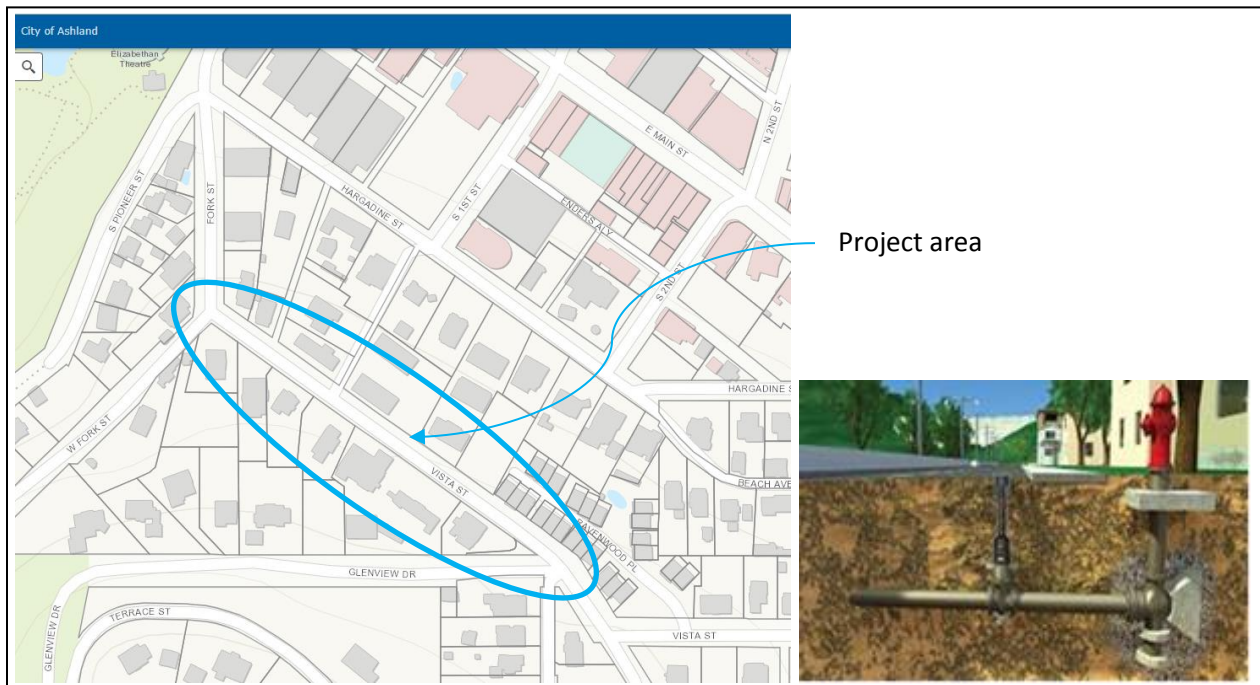 City of Ashland
Elizabethan
Theatre
N 2ND ST
E MAIN ST
S PIONEER ST
FORK ST
HARGADINE ST
S 1ST ST
ENDERS ALY
Project area
S 2ND ST
HARGADINE S
W FORK ST
VISTA ST
BEACH AVE
RAVENWOOD PL
GLENVIEW DR
TERRACE ST
GLENVIEW DR
VISTA ST